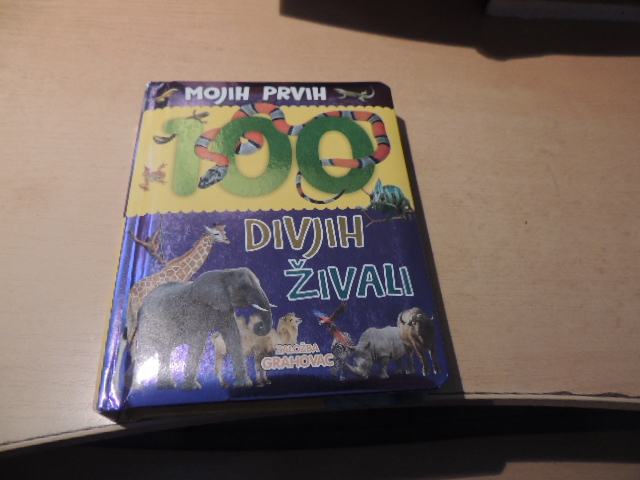 MOJIH PRVIH
100
DIVJIH
ŽIVALI
ZALOŽBA
GRAHOVAC